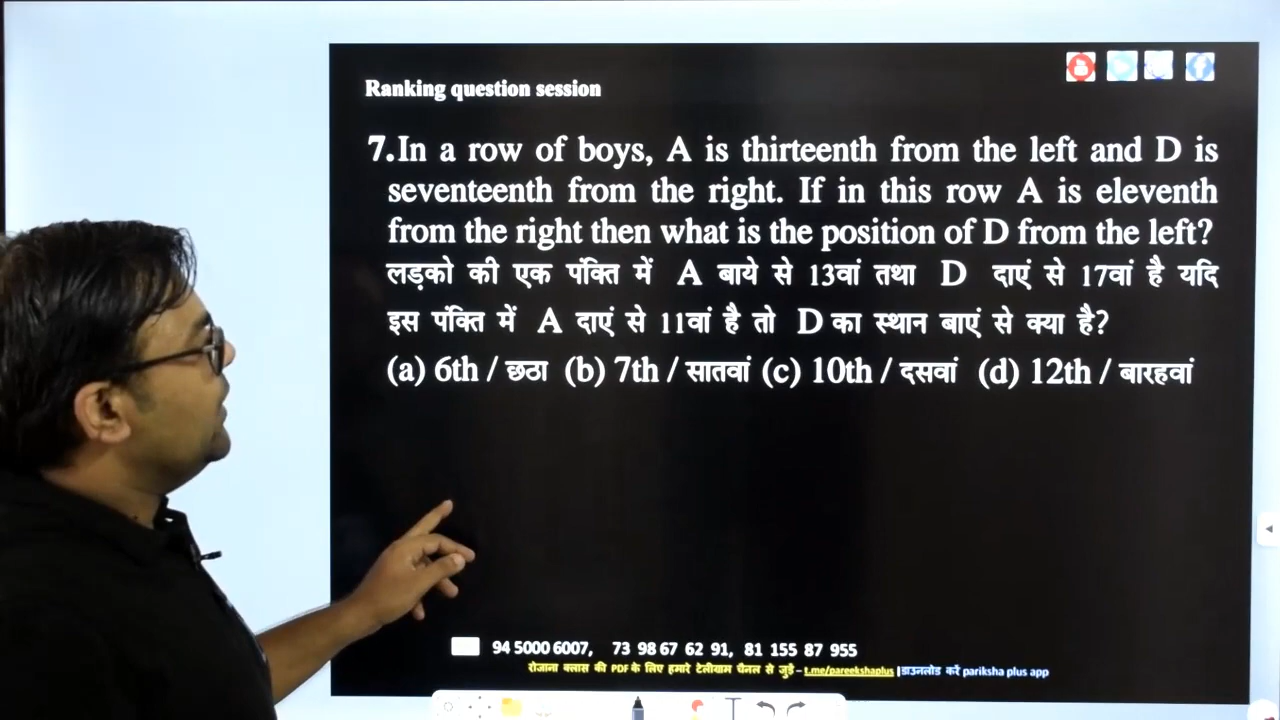 Ranking question session
7.In a row of boys, A is thirteenth from the left and D is
seventeenth from the right. If in this row A is eleventh
from the right then what is the position of D from the left?
लड़को की एक पंक्ति में A बाये से 13वां तथा D दाएं से 17वां है यदि
इस पंक्ति में A दाएं से 11वां है तो D का स्थान बाएं से क्या है?
(a) 6th / छठा (b) 7th / सातवां (c) 10th / दसवां (d) 12th / बारहवां
94 5000 6007, 73 98 67 62 91, 81 155 87 955
रोजाना क्लास की PDF के लिए हमारे टेलीग्राम चैनल से जुड़ें – t.me/pareekshaplus |डाउनलोड करें pariksha plus app